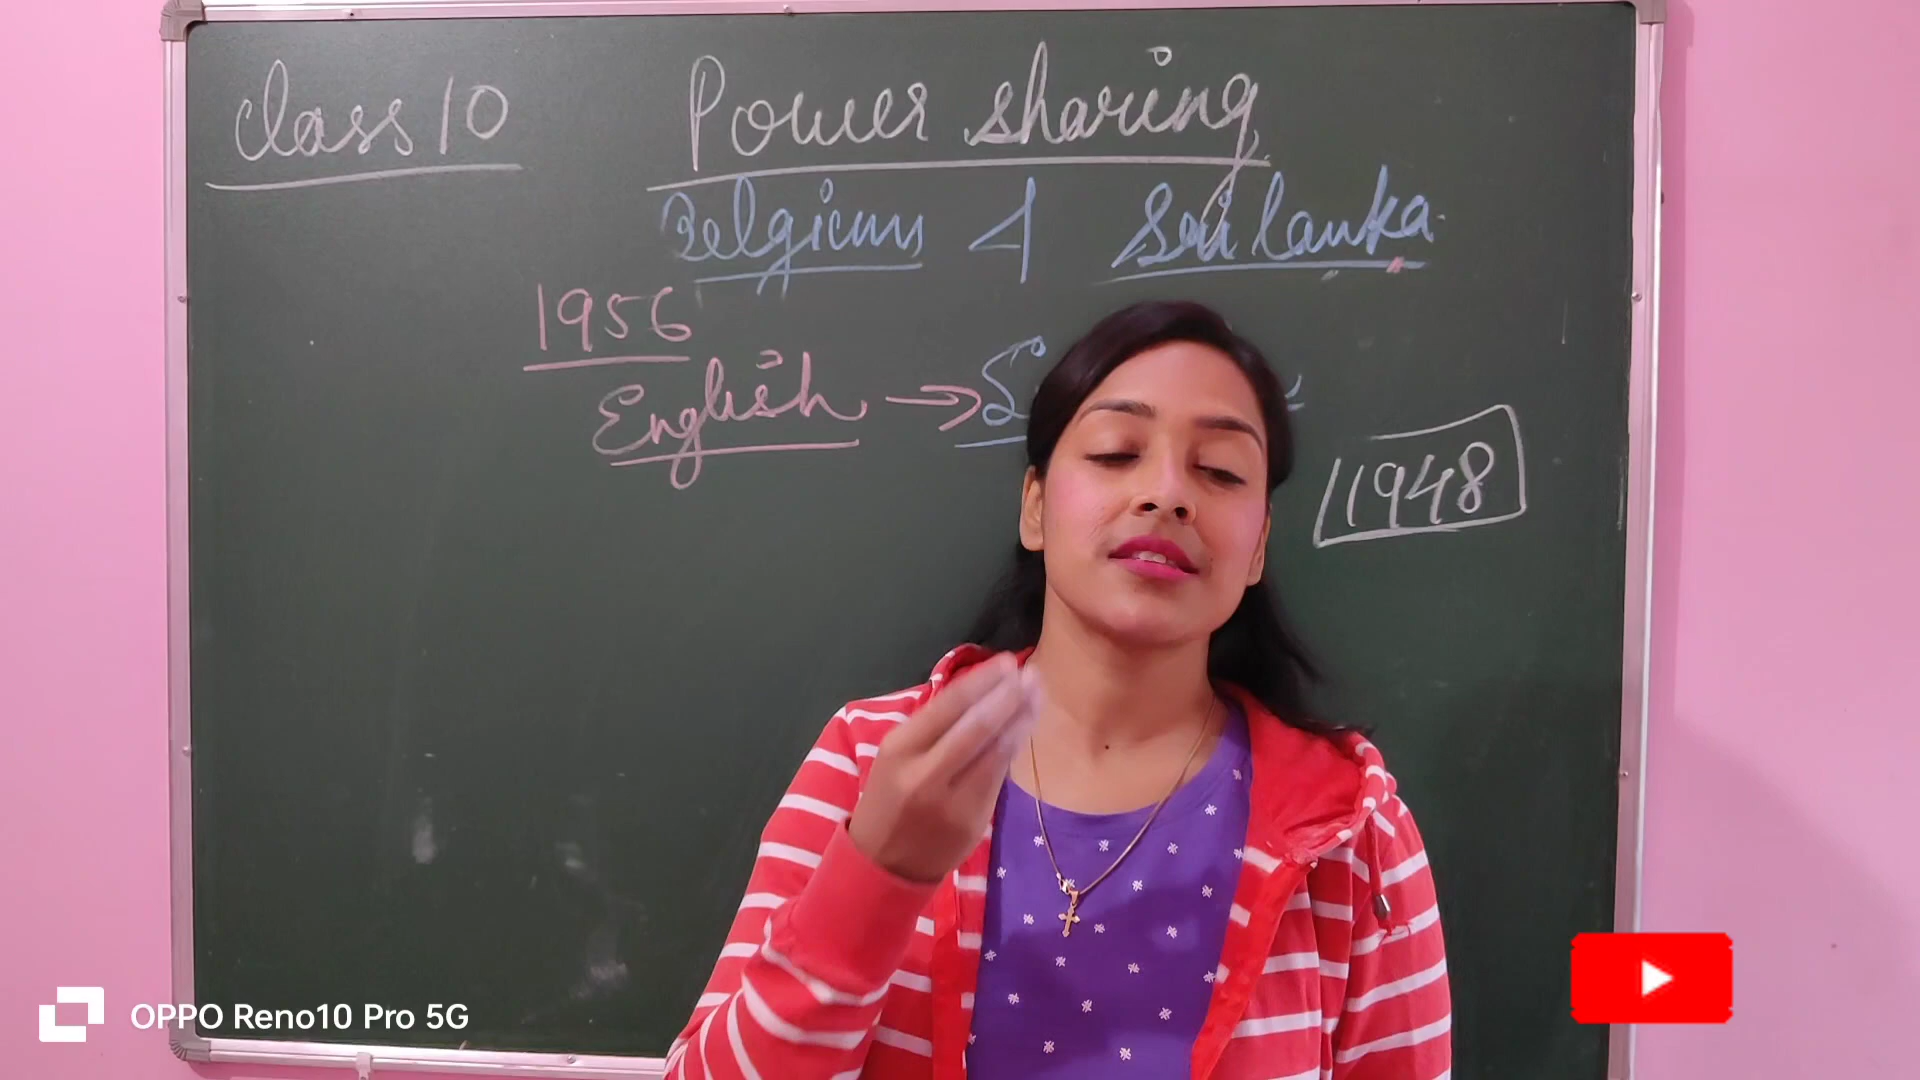 Class 10
Power sharing
Belgium & Sri lanka
1956
English →
1948
OPPO Reno10 Pro 5G